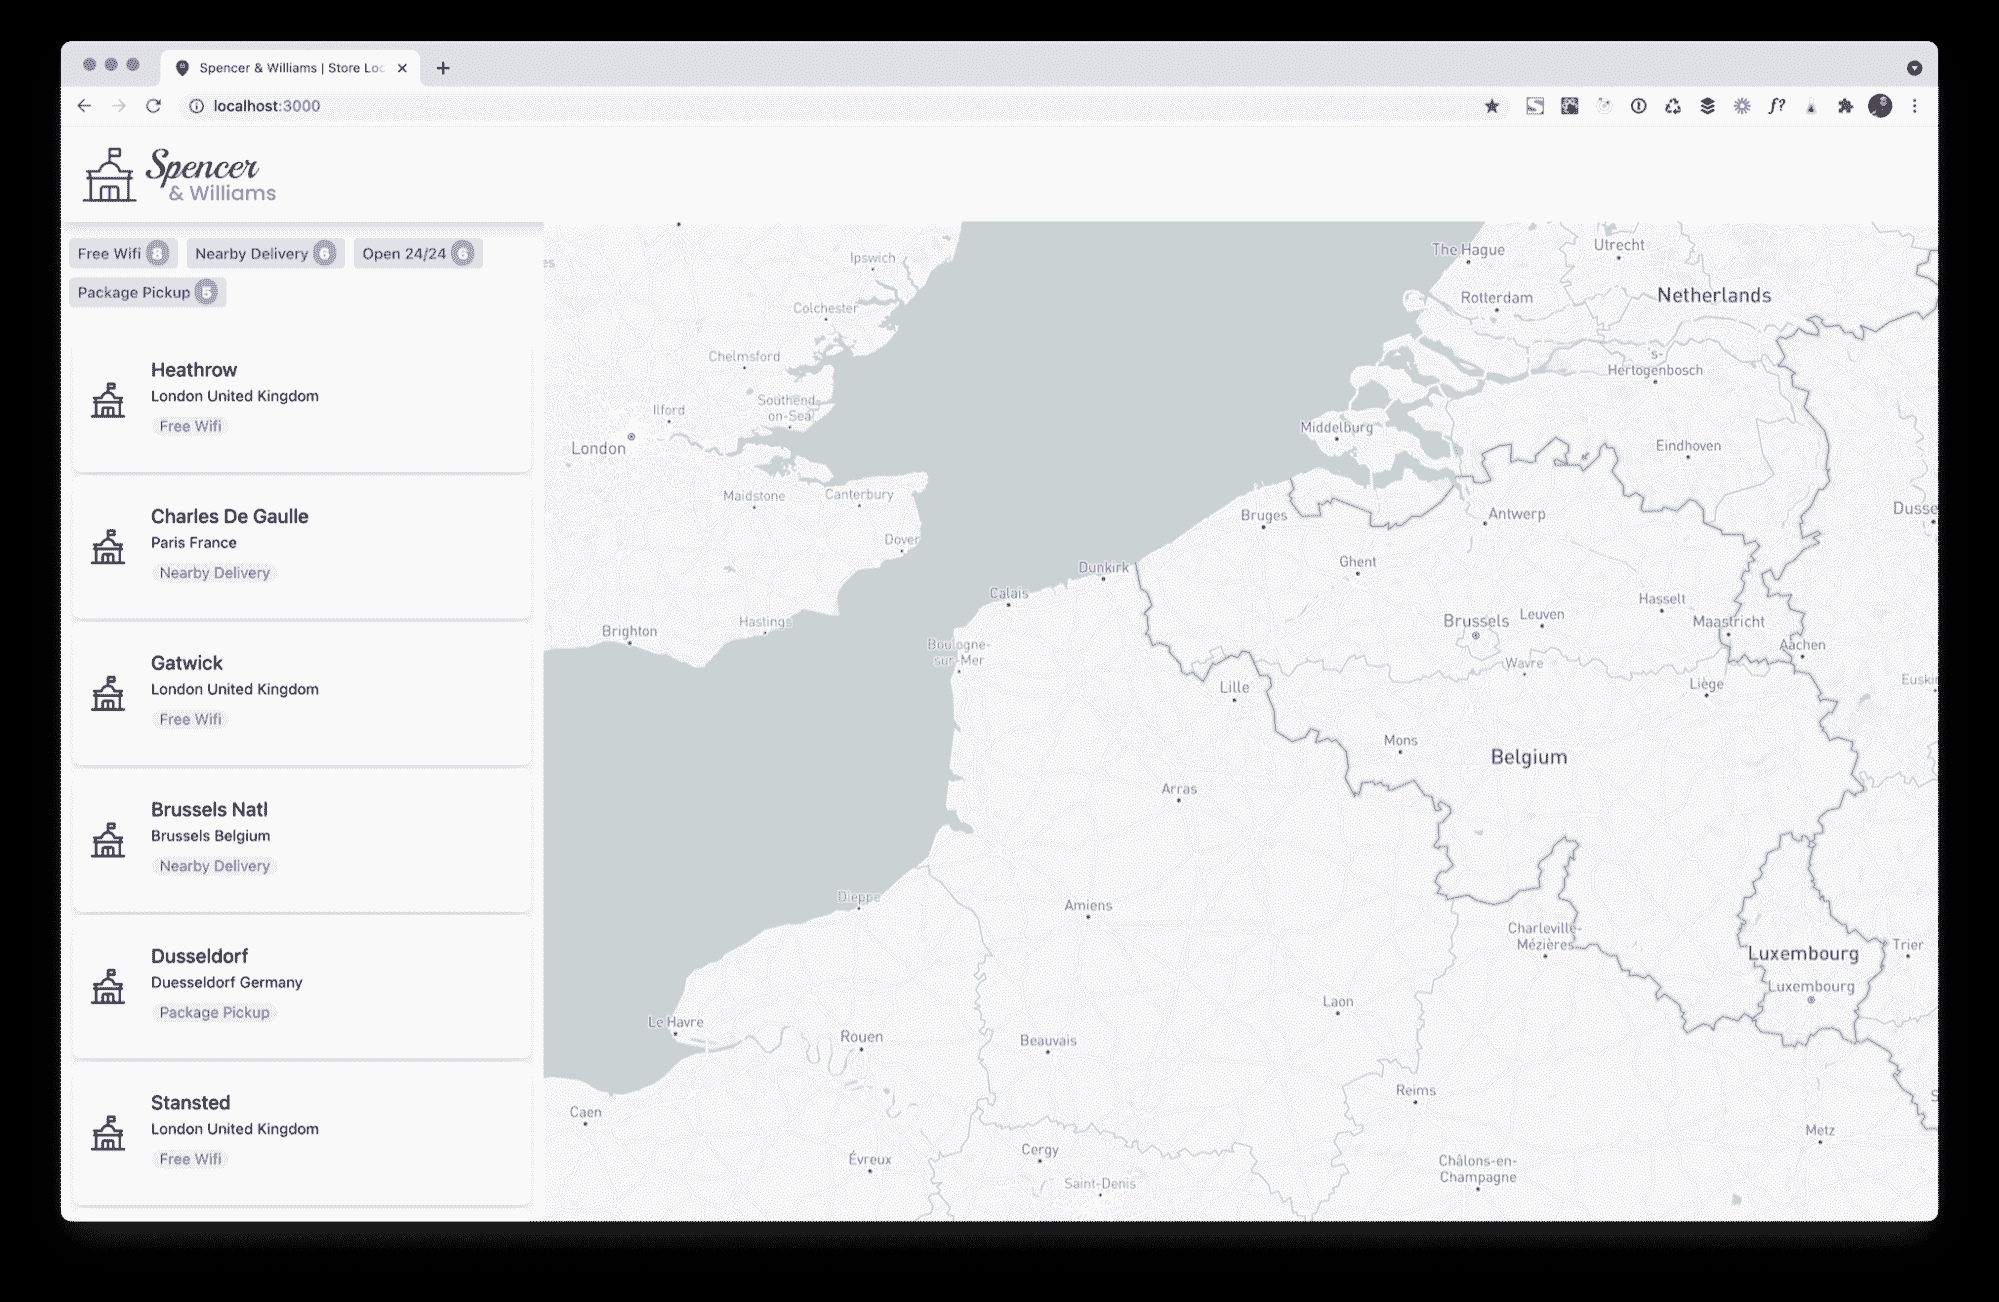 Spencer & Williams | Store Loc
localhost:3000
Spencer
& Williams
Free Wifi 8
Nearby Delivery 6
Open 24/24 6
Package Pickup 5
Heathrow
London United Kingdom
Free Wifi
Charles De Gaulle
Paris France
Nearby Delivery
Gatwick
London United Kingdom
Free Wifi
Brussels Natl
Brussels Belgium
Nearby Delivery
Dusseldorf
Duesseldorf Germany
Package Pickup
Stansted
London United Kingdom
Free Wifi
es
Ipswich
Colchester
Chelmsford
Ilford
Southend-
on-Sea
London
Maidstone
Canterbury
Dover
Hastings
Brighton
The Hague
Utrecht
Rotterdam
Netherlands
's-
Hertogenbosch
Middelburg
Eindhoven
Dusse
Bruges
Antwerp
Ghent
Dunkirk
Calais
Boulogne-
sur-Mer
Hasselt
Brussels
Leuven
Maastricht
Aachen
Wavre
Lille
Liège
Euski
Mons
Belgium
Arras
Dieppe
Amiens
Charleville-
Mézières
Luxembourg
Luxembourg
Trier
Le Havre
Rouen
Beauvais
Laon
Caen
Reims
S
Metz
Évreux
Cergy
Saint-Denis
Châlons-en-
Champagne